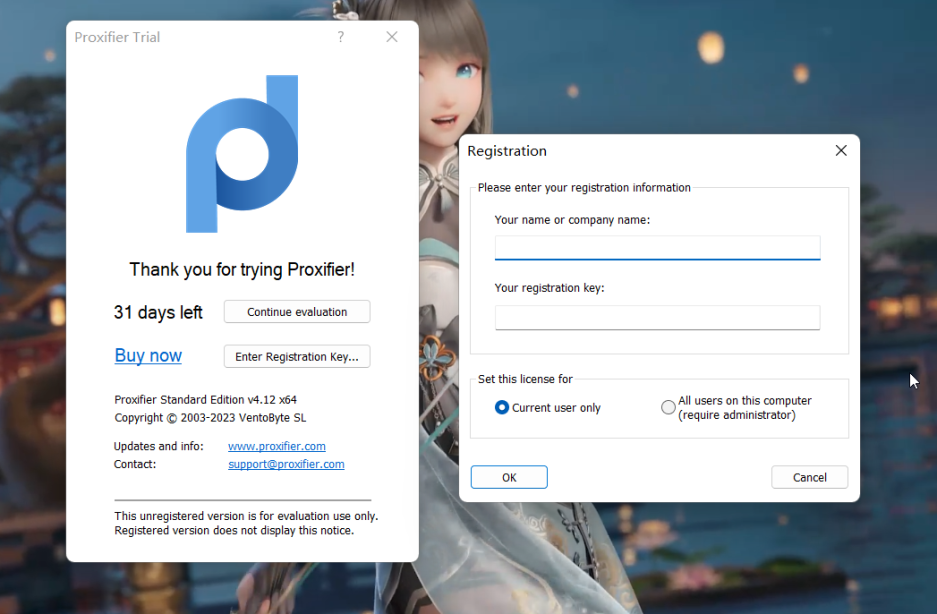 Proxifier Trial
?
Thank you for trying Proxifier!
31 days left
Continue evaluation
Buy now
Enter Registration Key...
Proxifier Standard Edition v4.12 x64
Copyright © 2003-2023 VentoByte SL
Updates and info: www.proxifier.com
Contact: support@proxifier.com
This unregistered version is for evaluation use only.
Registered version does not display this notice.
Registration
Please enter your registration information
Your name or company name:
Your registration key:
Set this license for
Current user only
All users on this computer
(require administrator)
OK
Cancel